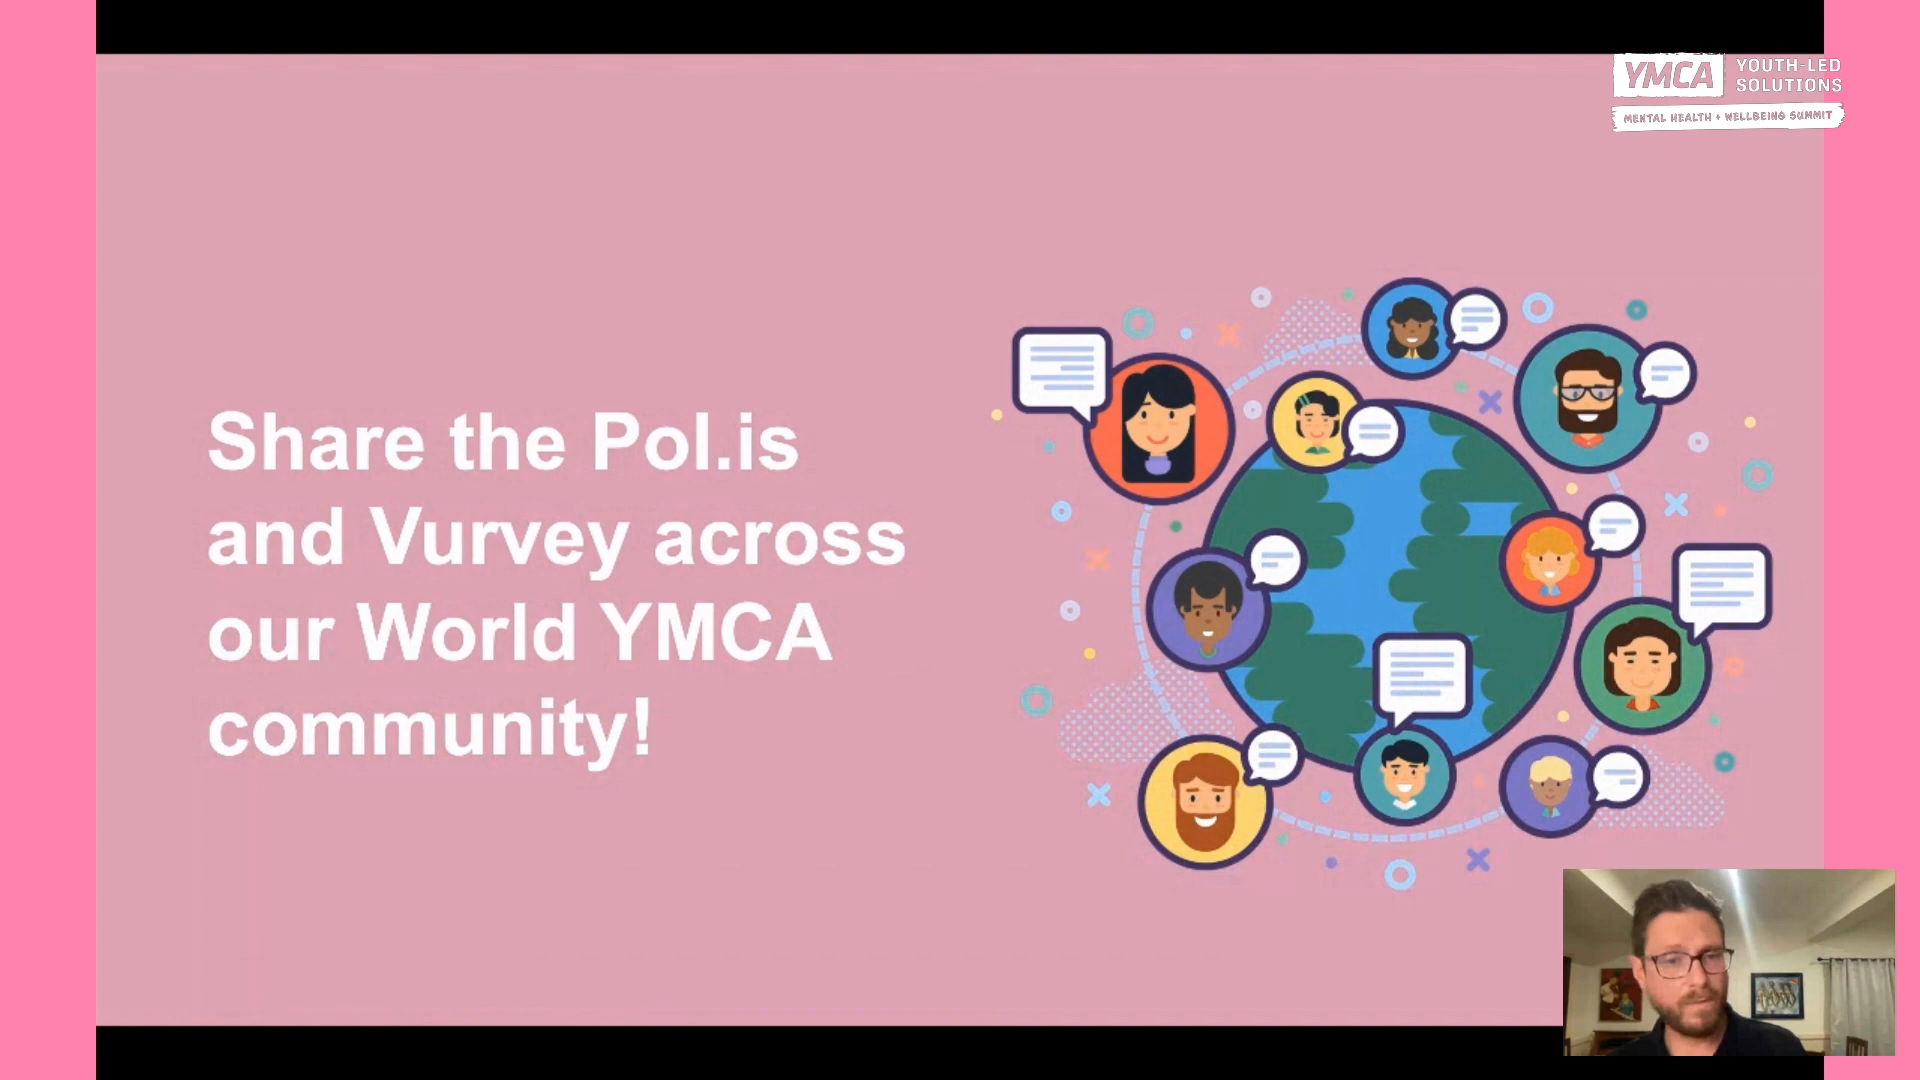 YMCA
YOUTH-LED
SOLUTIONS
MENTAL HEALTH + WELLBEING SUMMIT
Share the Pol.is
and Vurvey across
our World YMCA
community!